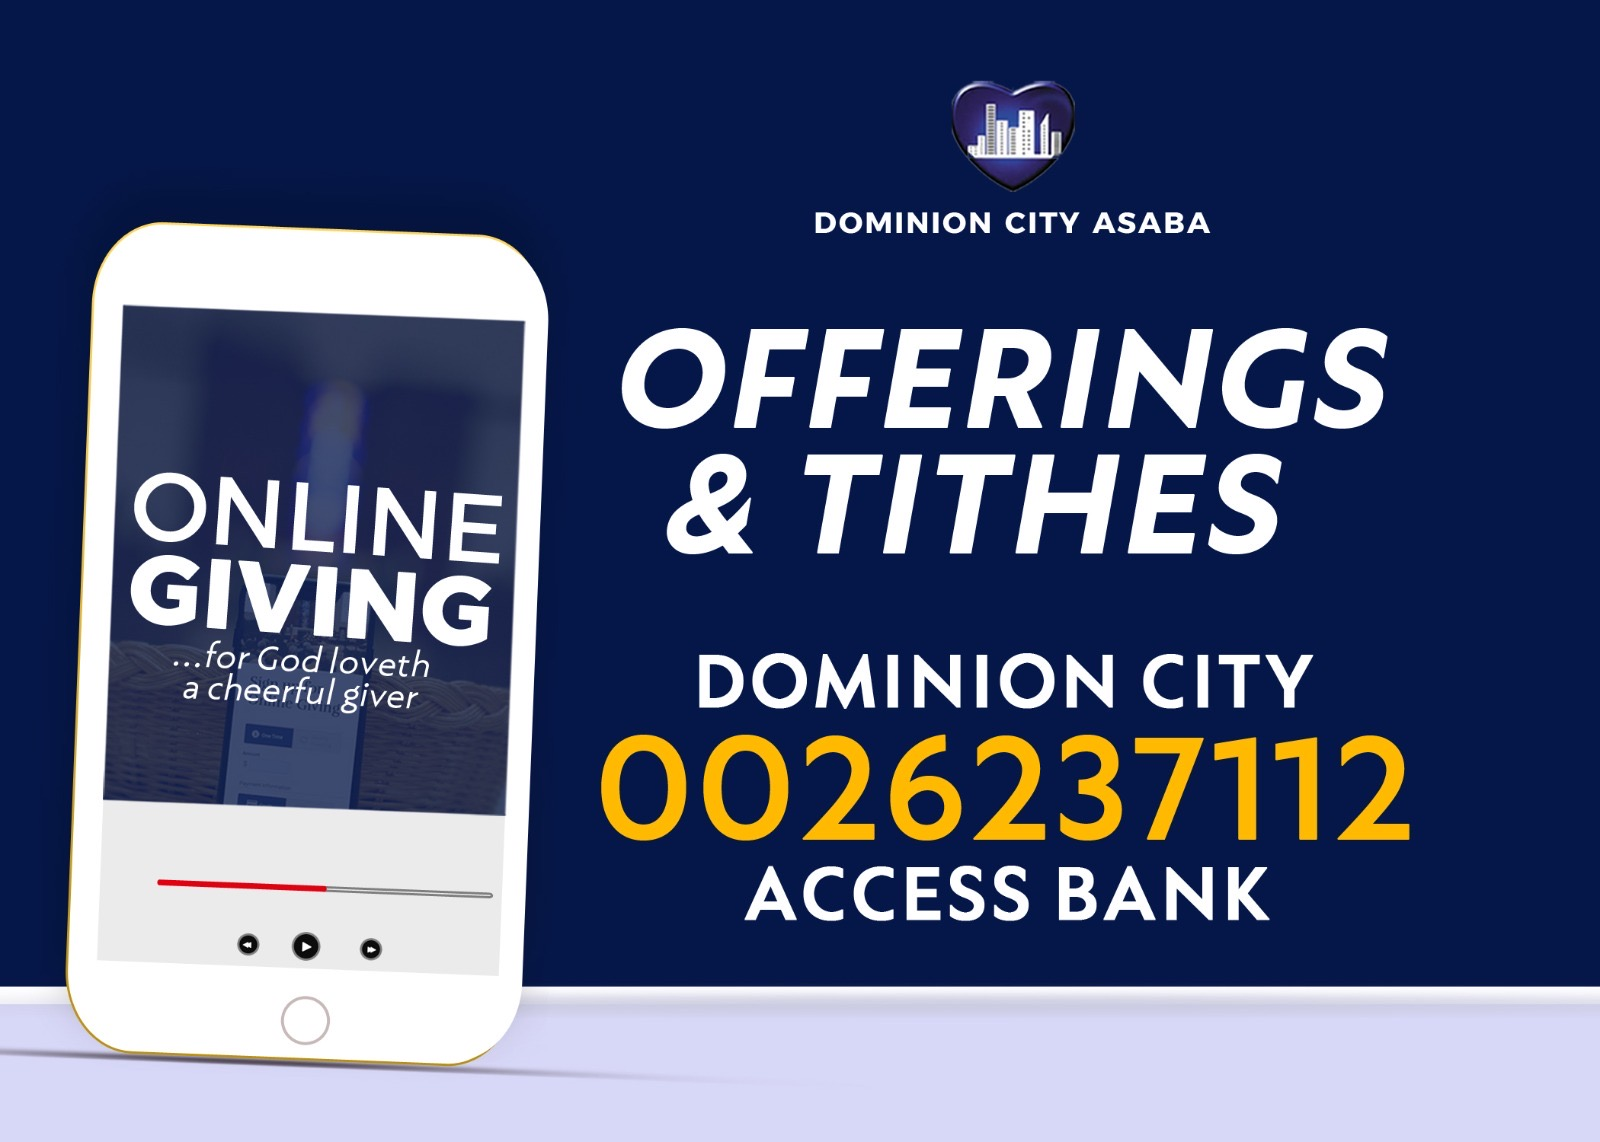 DOMINION CITY ASABA
OFFERINGS
& TITHES
DOMINION CITY
0026237112
ACCESS BANK
ONLINE
GIVING
...for God loveth
a cheerful giver